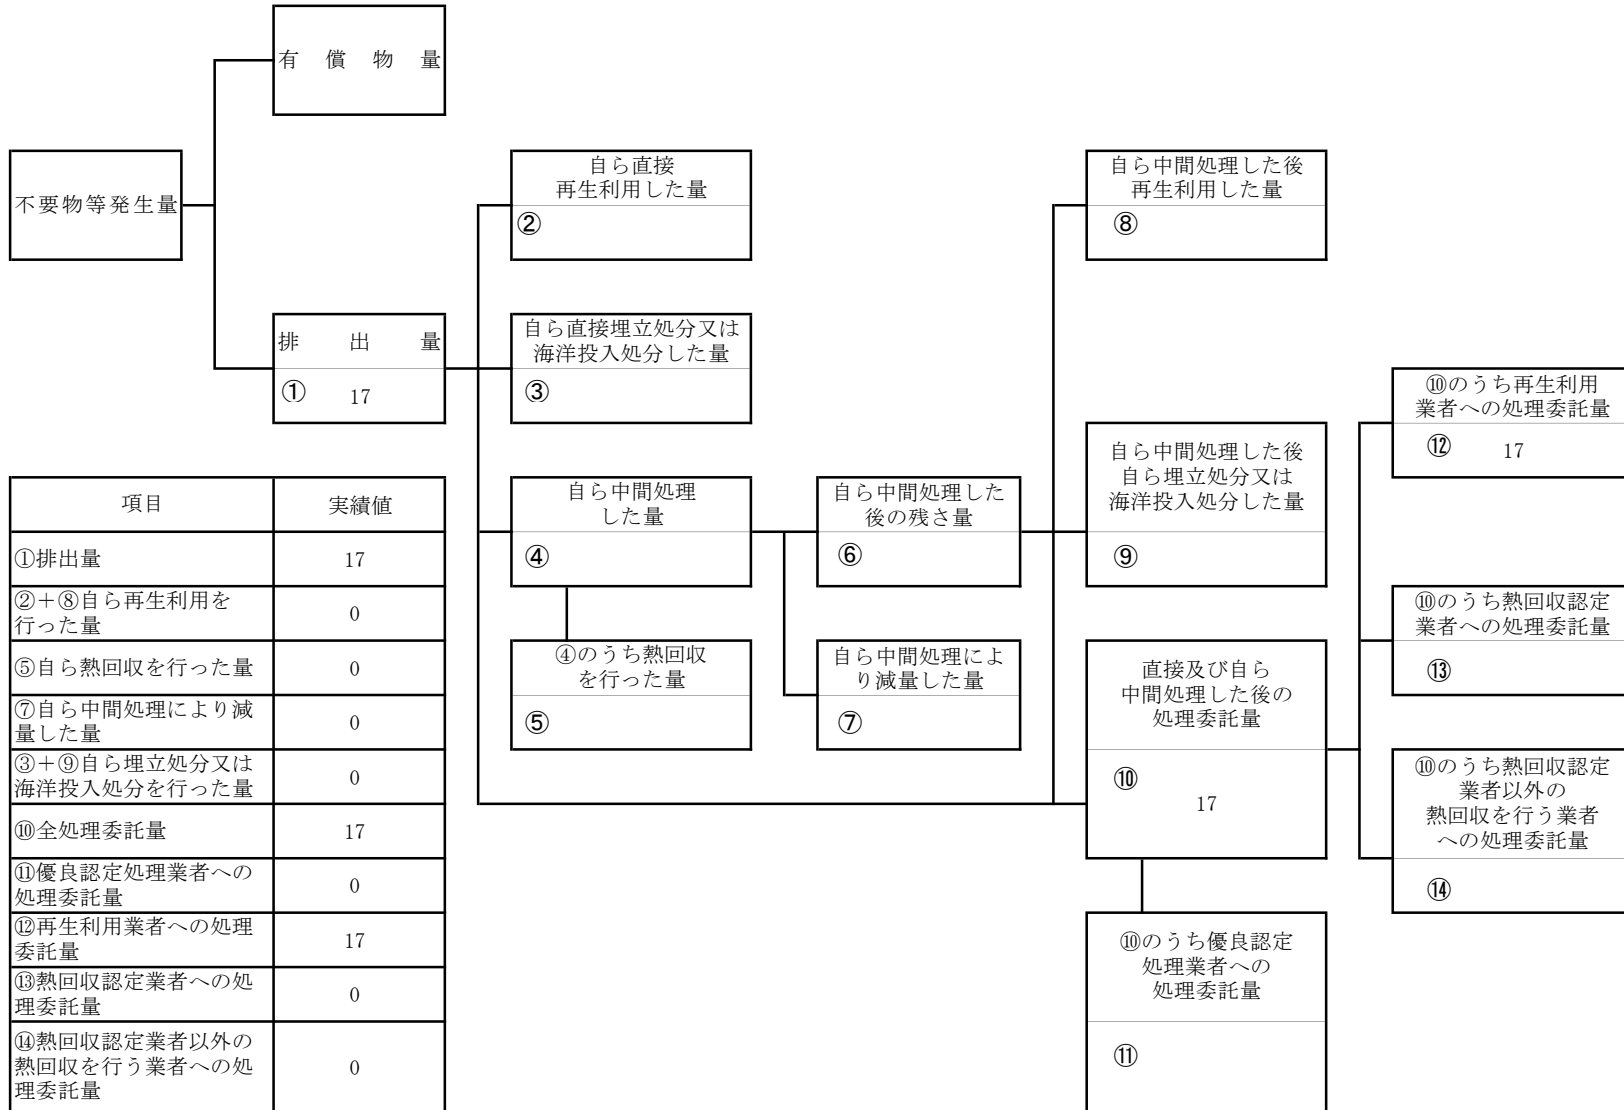 有償物量
不要物等発生量
自ら直接
再生利用した量
②
自ら中間処理した後
再生利用した量
⑧
排出量
① 17
自ら直接埋立処分又は
海洋投入処分した量
③
⑩のうち再生利用
業者への処理委託量
⑫ 17
自ら中間処理
した量
④
自ら中間処理した
後の残さ量
⑥
自ら中間処理した後
自ら埋立処分又は
海洋投入処分した量
⑨
⑩のうち熱回収認定
業者への処理委託量
⑬
④のうち熱回収
を行った量
⑤
自ら中間処理によ
り減量した量
⑦
直接及び自ら
中間処理した後の
処理委託量
⑩
17
⑩のうち熱回収認定
業者以外の
熱回収を行う業者
への処理委託量
⑭
⑩のうち優良認定
処理業者への
処理委託量
⑪
項目 実績値
①排出量 17
②＋⑧自ら再生利用を
行った量 0
⑤自ら熱回収を行った量 0
⑦自ら中間処理により減
量した量 0
③＋⑨自ら埋立処分又は
海洋投入処分を行った量 0
⑩全処理委託量 17
⑪優良認定処理業者への
処理委託量 0
⑫再生利用業者への処理
委託量 17
⑬熱回収認定業者への処
理委託量 0
⑭熱回収認定業者以外の
熱回収を行う業者への処 0
理委託量